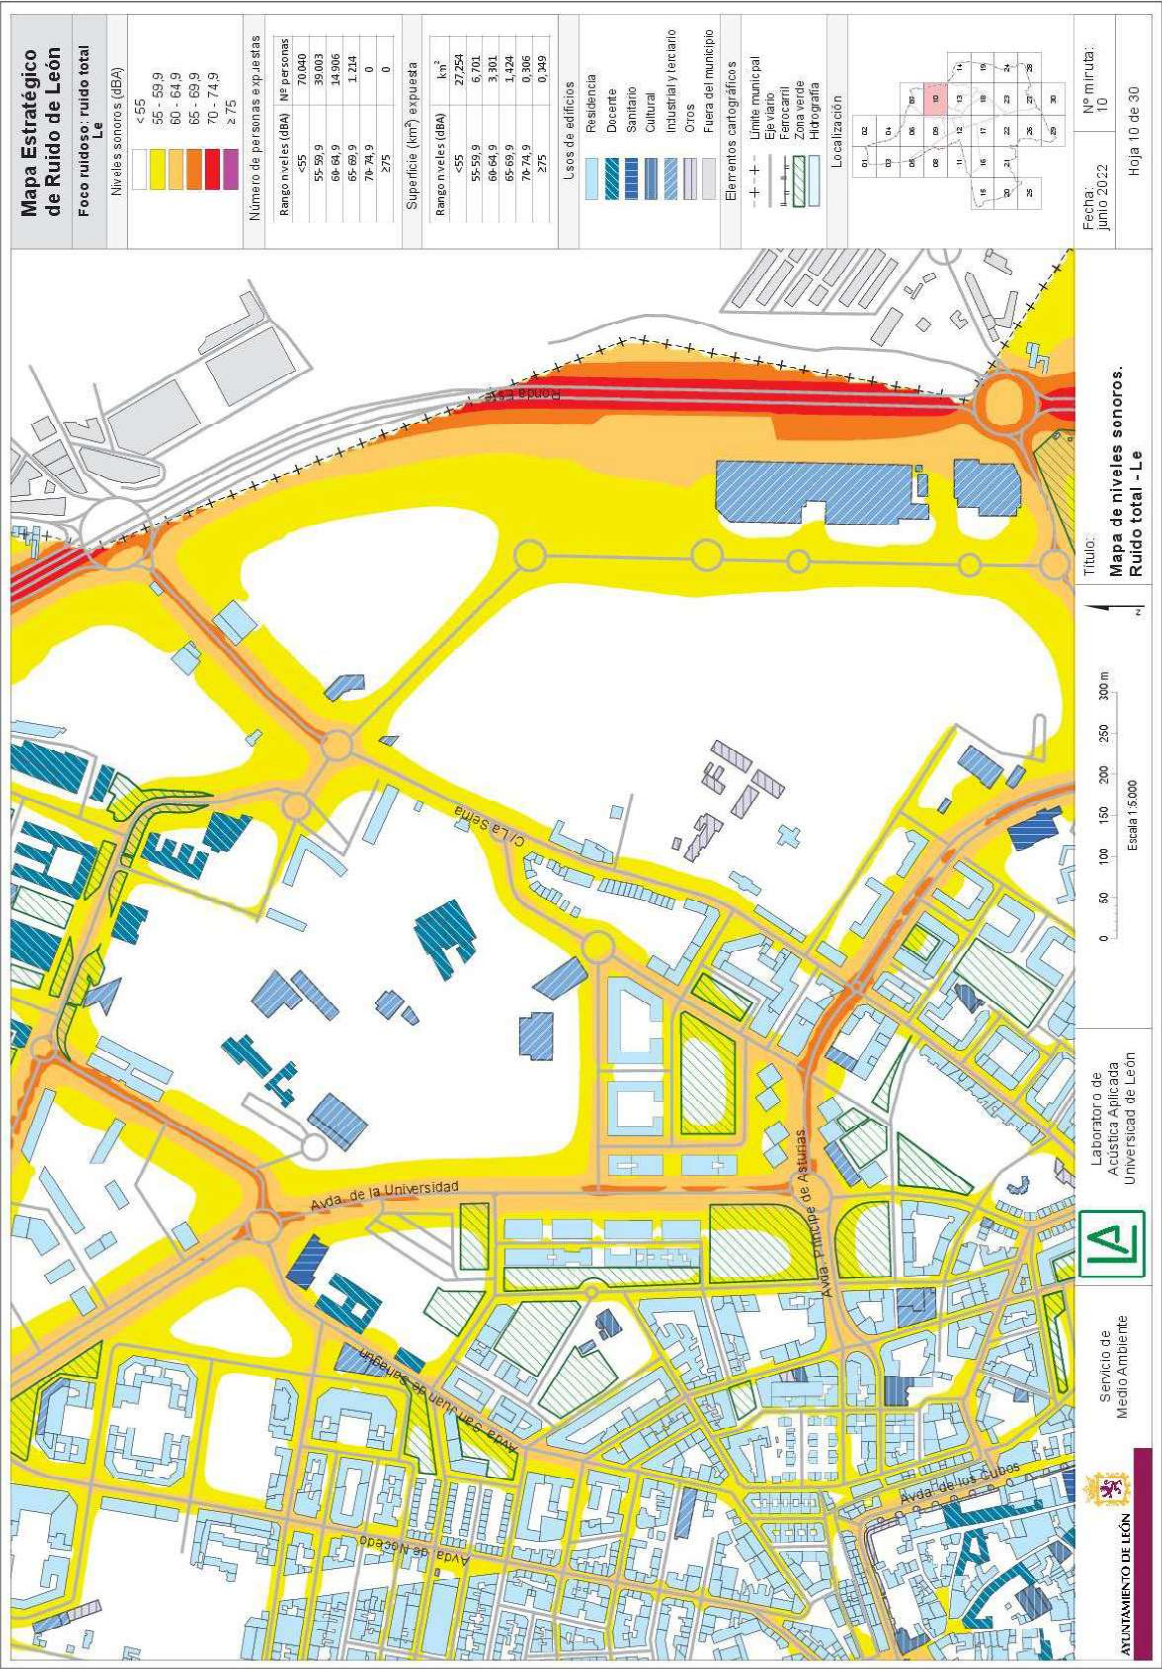 Mapa Estratégico
de Ruido de León
Foco ruidoso: ruido total
Le
Niveles sonoros (dBA)
< 55
55 - 59,9
60 - 64,9
65 - 69,9
70 - 74,9
≥ 75
Número de personas expuestas
Rango niveles (dBA) Nº personas
<55 70.040
55-59,9 39.003
60-64,9 14.906
65-69,9 1.214
70-74,9 0
≥75 0
Superficie (km²) expuesta
Rango niveles (dBA) km²
<55 27,254
55-59,9 6,701
60-64,9 3,301
65-69,9 1,424
70-74,9 0,306
≥75 0,349
Usos de edificios
Residencia
Docente
Sanitario
Cultural
Industrial y terciario
Otros
Fuera del municipio
Elementos cartográficos
Límite municipal
Eje viario
Ferrocarril
Zona verde
Hidrografía
Localización
Fecha:
junio 2022
Nº minuta:
10
Hoja 10 de 30
Ronda Este
C/ La Serna
Avda. de la Universidad
Avda. Príncipe de Asturias
Avda. San Juan de Sahagún
Avda. de Nocedo
Avda. de los Cubos
Título:
Mapa de niveles sonoros.
Ruido total - Le
N
0 50 100 150 200 250 300 m
Escala 1:5.000
Laboratorio de
Acústica Aplicada
Universidad de León
LA
Servicio de
Medio Ambiente
AYUNTAMIENTO DE LEÓN